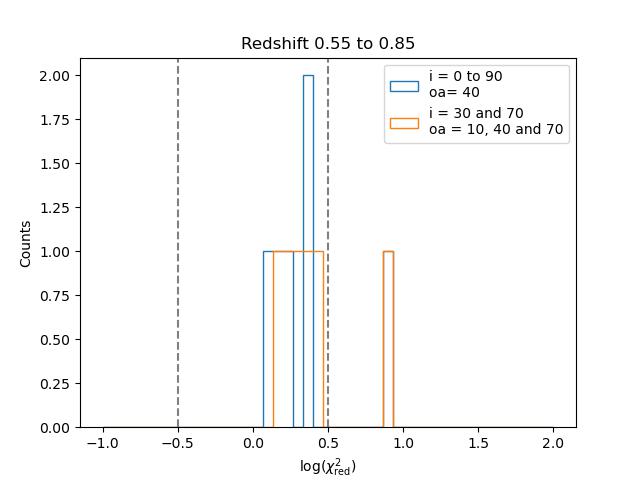 Redshift 0.55 to 0.85
i = 0 to 90
oa= 40
i = 30 and 70
oa = 10, 40 and 70
Counts
2.00
1.75
1.50
1.25
1.00
0.75
0.50
0.25
0.00
−1.0 −0.5 0.0 0.5 1.0 1.5 2.0
log(χ²red)